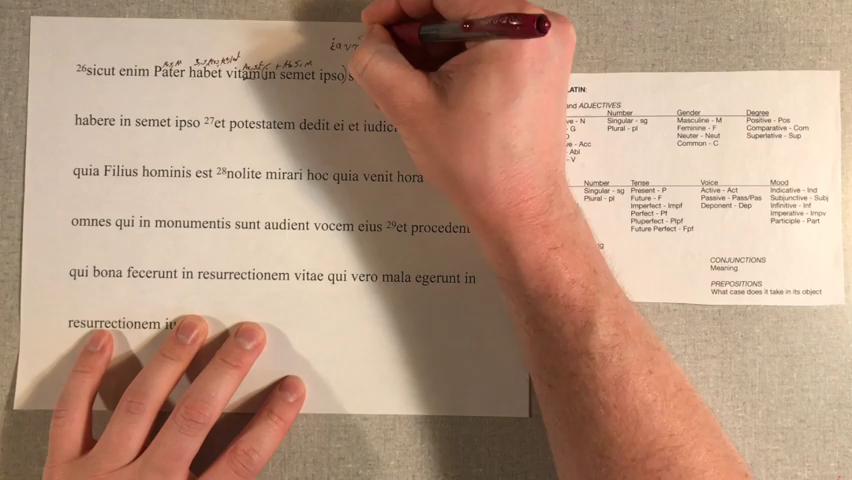 ²⁶sicut enim Pater habet vitam (in semet ipso) s
habere in semet ipso ²⁷et potestatem dedit ei et iudic
quia Filius hominis est ²⁸nolite mirari hoc quia venit hora
omnes qui in monumentis sunt audient vocem eius ²⁹et procedent
qui bona fecerunt in resurrectionem vitae qui vero mala egerunt in
resurrectionem iu
LATIN:
and ADJECTIVES
Number Gender Degree
ve - N Singular - sg Masculine - M Positive - Pos
- G Plural - pl Feminine - F Comparative - Com
Neuter - Neut Superlative - Sup
ve - Acc Common - C
- Abl
- V
Number Tense Voice Mood
Singular - sg Present - P Active - Act Indicative - Ind
Plural - pl Future - F Passive - Pass/Pas Subjunctive - Subj
Imperfect - Impf Deponent - Dep Infinitive - Inf
Perfect - Pf Imperative - Impv
Pluperfect - Plpf Participle - Part
Future Perfect - Fpf
CONJUNCTIONS
Meaning
PREPOSITIONS
What case does it take in its object